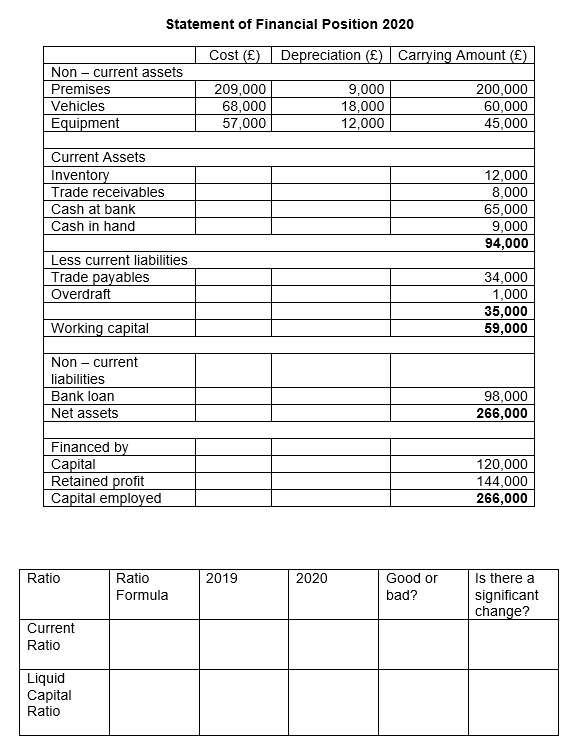 Statement of Financial Position 2020
Cost (£) Depreciation (£) Carrying Amount (£)
Non – current assets
Premises 209,000 9,000 200,000
Vehicles 68,000 18,000 60,000
Equipment 57,000 12,000 45,000
Current Assets
Inventory 12,000
Trade receivables 8,000
Cash at bank 65,000
Cash in hand 9,000
94,000
Less current liabilities
Trade payables 34,000
Overdraft 1,000
35,000
Working capital 59,000
Non – current
liabilities
Bank loan 98,000
Net assets 266,000
Financed by
Capital 120,000
Retained profit 144,000
Capital employed 266,000
Ratio Ratio 2019 2020 Good or Is there a
Formula bad? significant
change?
Current
Ratio
Liquid
Capital
Ratio